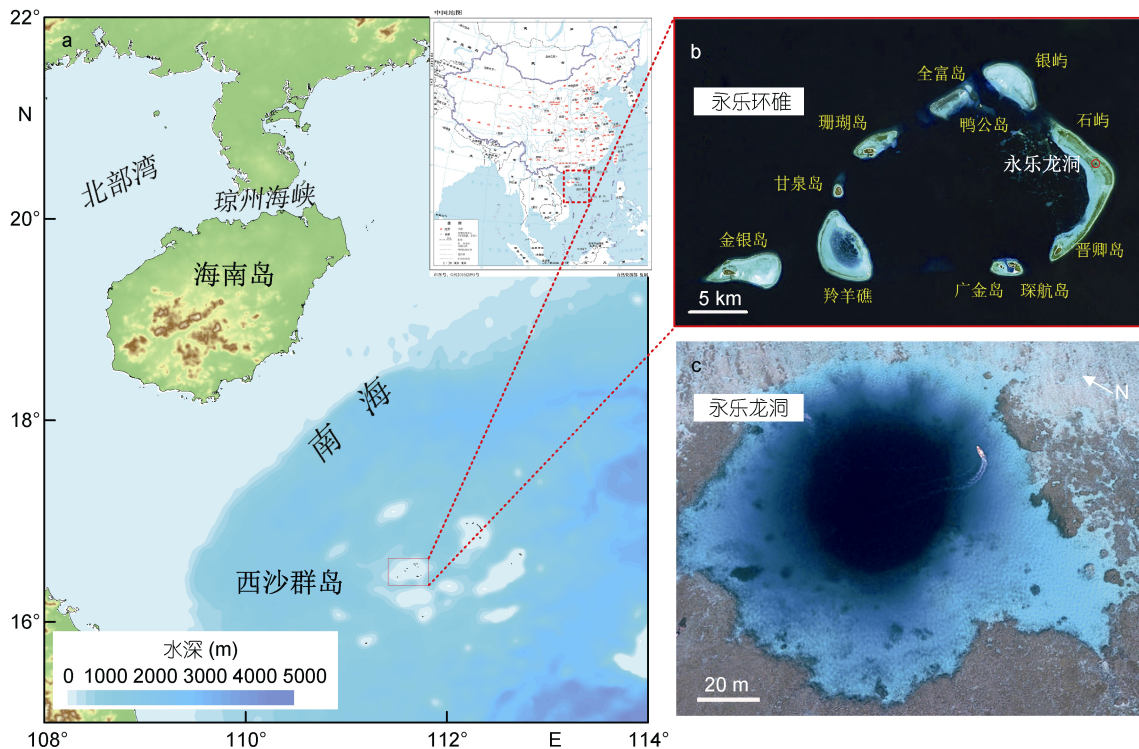 22°
a
N
20°
18°
16°
108°
110°
112°
E
114°
北部湾
琼州海峡
海南岛
南海
西沙群岛
水深 (m)
0 1000 2000 3000 4000 5000
中国地图
b
永乐环礁
全富岛
银屿
珊瑚岛
鸭公岛
石屿
永乐龙洞
甘泉岛
金银岛
晋卿岛
羚羊礁
广金岛
琛航岛
5 km
c
永乐龙洞
N
20 m